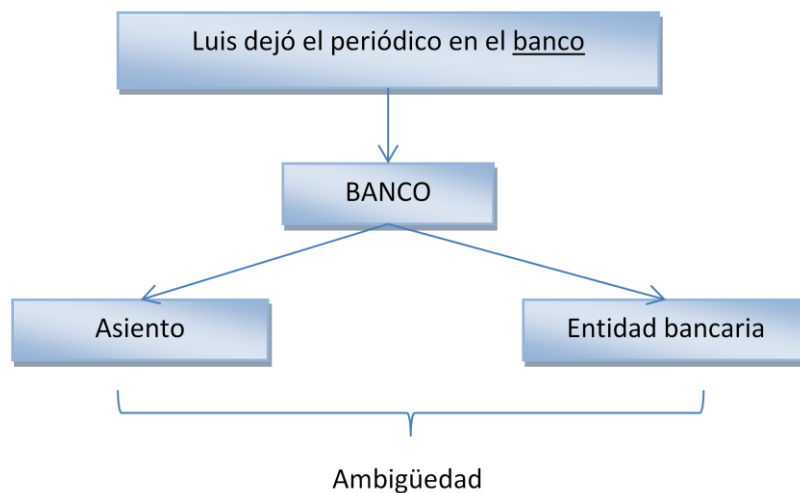 Luis dejó el periódico en el banco
BANCO
Asiento
Entidad bancaria
Ambigüedad